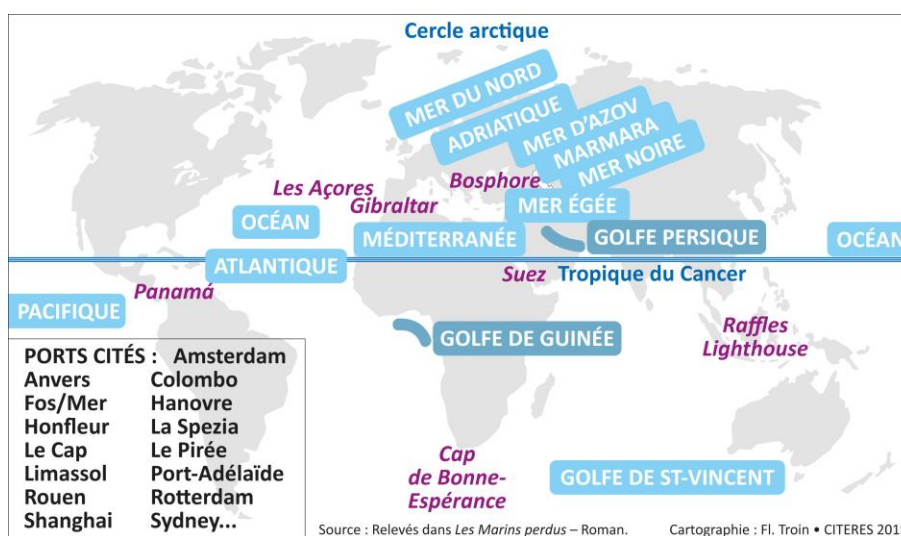 Cercle arctique
MER DU NORD
ADRIATIQUE
MER D'AZOV
MARMARA
MER NOIRE
Les Açores
Bosphore
Gibraltar
OCÉAN
MER ÉGÉE
MÉDITERRANÉE
GOLFE PERSIQUE
OCÉAN
ATLANTIQUE
Suez
Tropique du Cancer
Panamá
PACIFIQUE
GOLFE DE GUINÉE
Raffles
Lighthouse
PORTS CITÉS : Amsterdam
Anvers Colombo
Fos/Mer Hanovre
Honfleur La Spezia
Le Cap Le Pirée
Limassol Port-Adélaïde
Rouen Rotterdam
Shanghai Sydney...
Cap
de Bonne-
Espérance
GOLFE DE ST-VINCENT
Source : Relevés dans Les Marins perdus – Roman.
Cartographie : Fl. Troin • CITERES 201